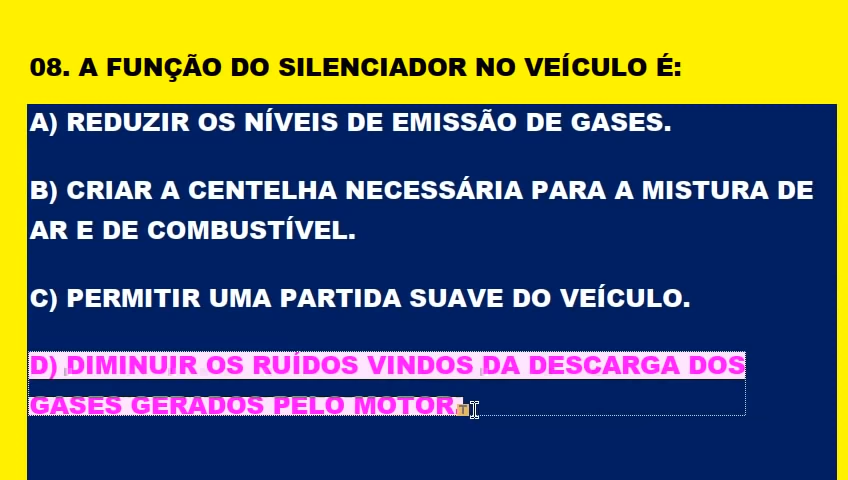 08. A FUNÇÃO DO SILENCIADOR NO VEÍCULO É:
A) REDUZIR OS NÍVEIS DE EMISSÃO DE GASES.
B) CRIAR A CENTELHA NECESSÁRIA PARA A MISTURA DE
AR E DE COMBUSTÍVEL.
C) PERMITIR UMA PARTIDA SUAVE DO VEÍCULO.
D) DIMINUIR OS RUÍDOS VINDOS DA DESCARGA DOS
GASES GERADOS PELO MOTOR.